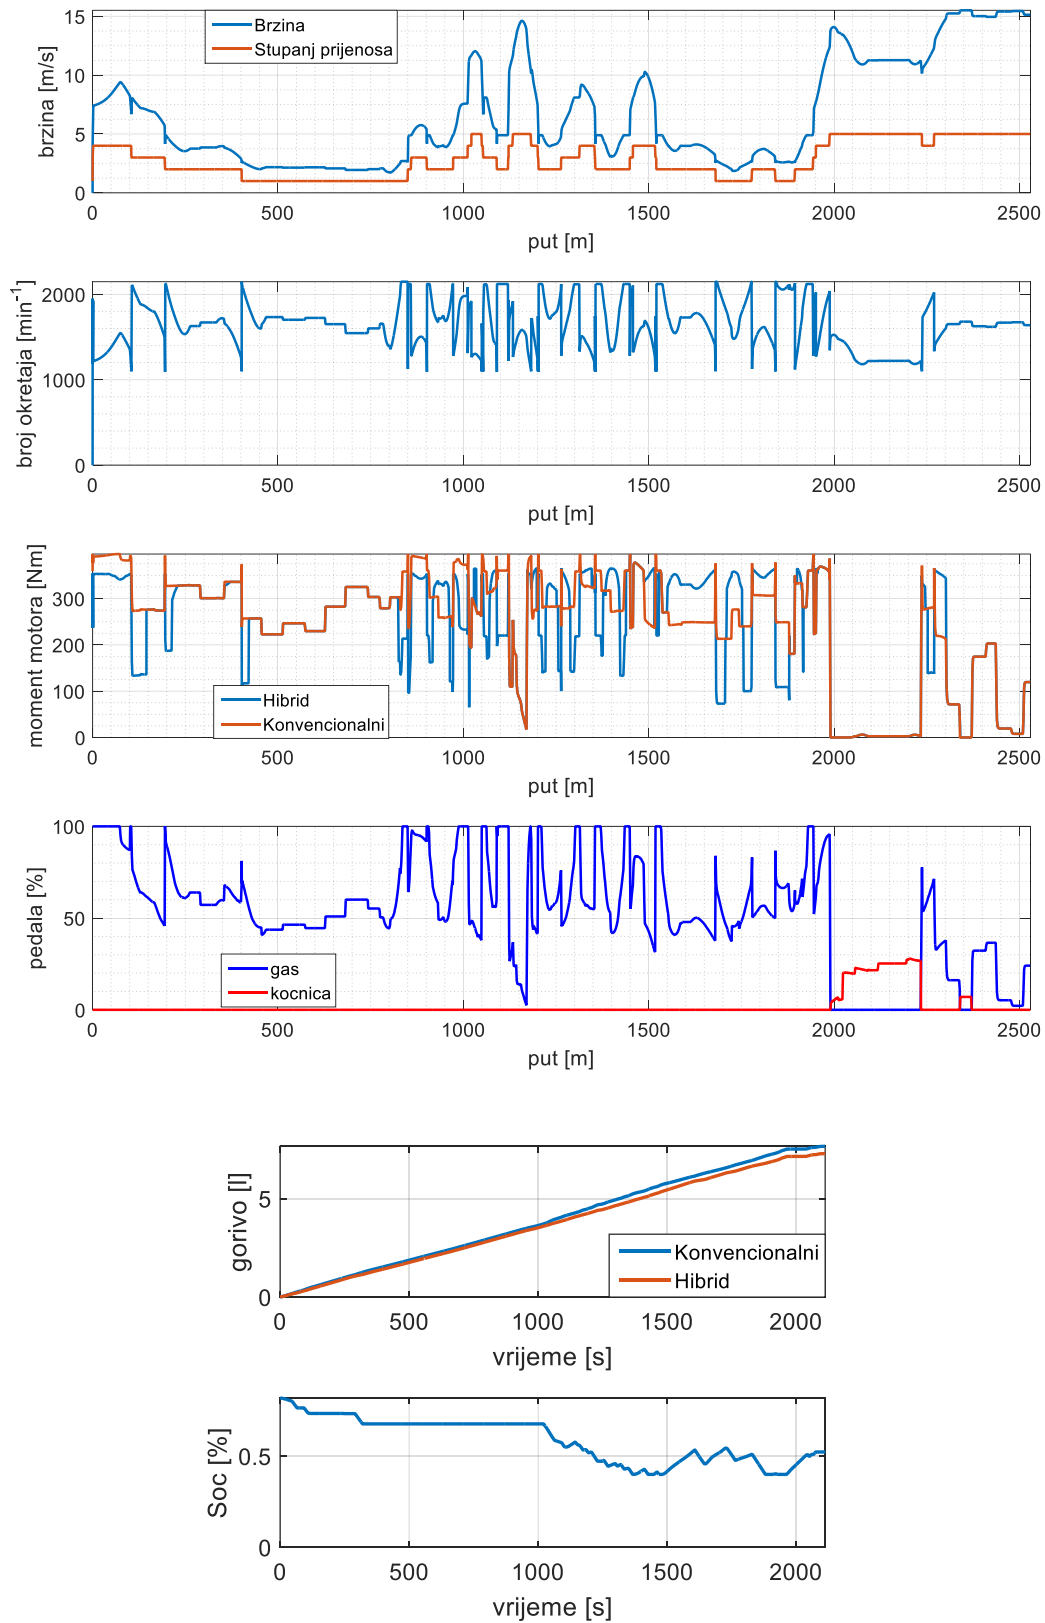 brzina [m/s]
15
10
5
0
Brzina
Stupanj prijenosa
0 500 1000 1500 2000 2500
put [m]
broj okretaja [min⁻¹]
2000
1000
0
0 500 1000 1500 2000 2500
put [m]
moment motora [Nm]
300
200
100
0
Hibrid
Konvencionalni
0 500 1000 1500 2000 2500
put [m]
pedala [%]
100
50
0
gas
kocnica
0 500 1000 1500 2000 2500
put [m]
gorivo [l]
5
0
Konvencionalni
Hibrid
0 500 1000 1500 2000
vrijeme [s]
Soc [%]
0.5
0
0 500 1000 1500 2000
vrijeme [s]